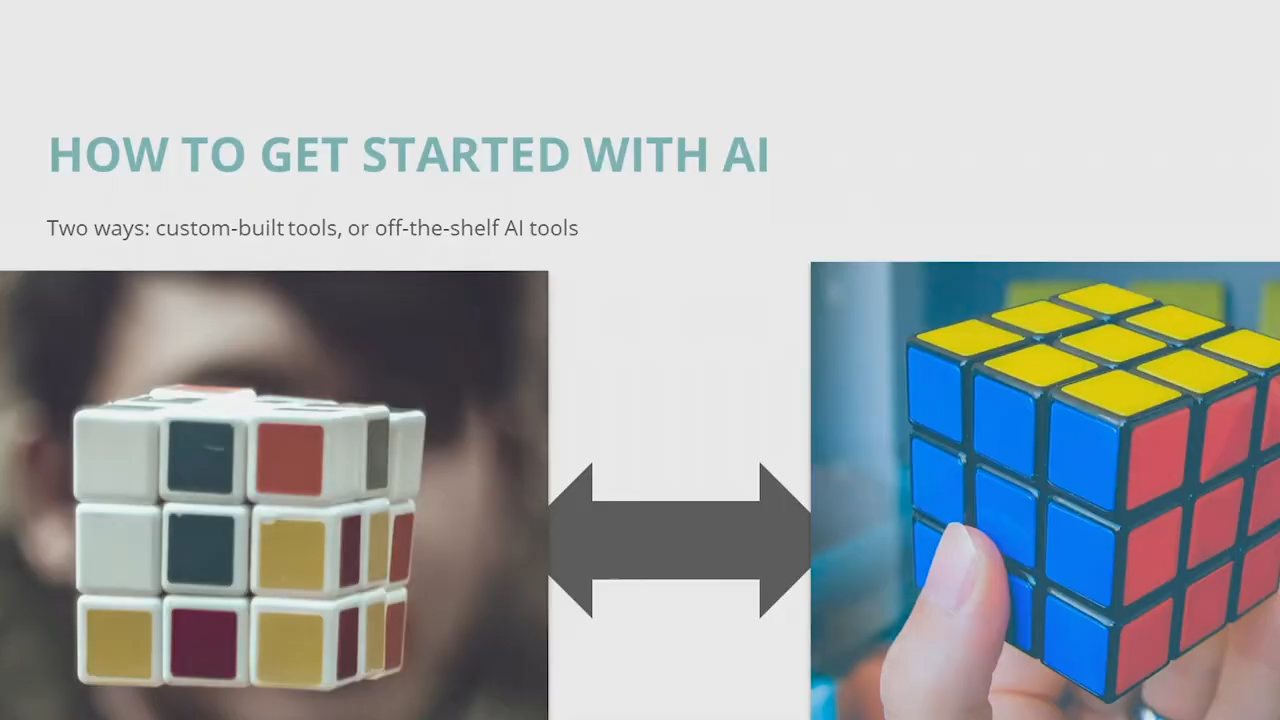 HOW TO GET STARTED WITH AI
Two ways: custom-built tools, or off-the-shelf AI tools